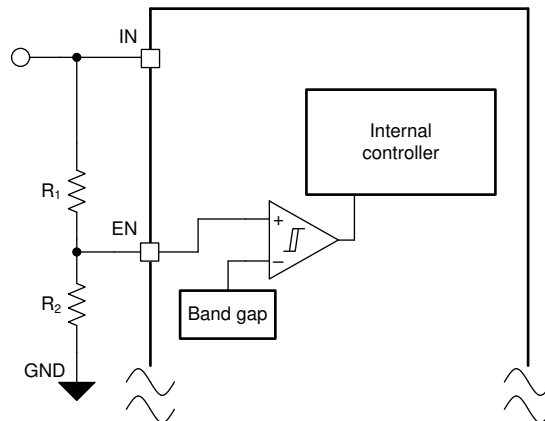 IN
Internal
controller
R1
EN
+
−
R2
Band gap
GND